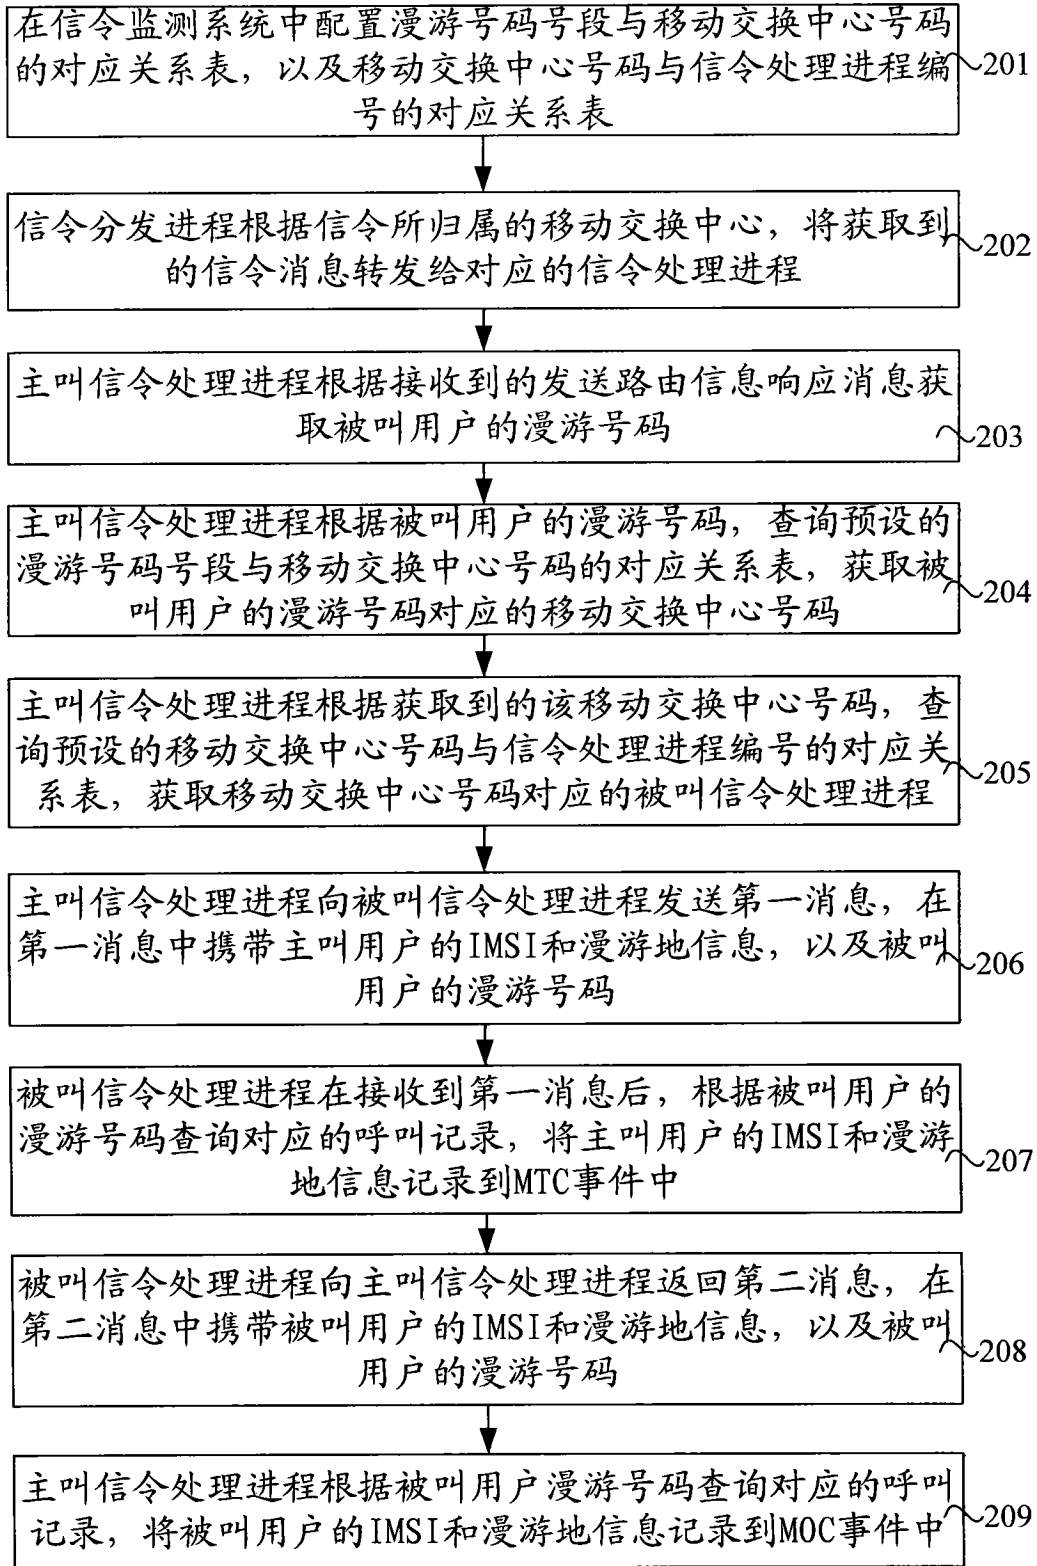 在信令监测系统中配置漫游号码号段与移动交换中心号码
的对应关系表，以及移动交换中心号码与信令处理进程编
号的对应关系表
201
信令分发进程根据信令所归属的移动交换中心，将获取到
的信令消息转发给对应的信令处理进程
202
主叫信令处理进程根据接收到的发送路由信息响应消息获
取被叫用户的漫游号码
203
主叫信令处理进程根据被叫用户的漫游号码，查询预设的
漫游号码号段与移动交换中心号码的对应关系表，获取被
叫用户的漫游号码对应的移动交换中心号码
204
主叫信令处理进程根据获取到的该移动交换中心号码，查
询预设的移动交换中心号码与信令处理进程编号的对应关
系表，获取移动交换中心号码对应的被叫信令处理进程
205
主叫信令处理进程向被叫信令处理进程发送第一消息，在
第一消息中携带主叫用户的IMSI和漫游地信息，以及被叫
用户的漫游号码
206
被叫信令处理进程在接收到第一消息后，根据被叫用户的
漫游号码查询对应的呼叫记录，将主叫用户的IMSI和漫游
地信息记录到MTC事件中
207
被叫信令处理进程向主叫信令处理进程返回第二消息，在
第二消息中携带被叫用户的IMSI和漫游地信息，以及被叫
用户的漫游号码
208
主叫信令处理进程根据被叫用户漫游号码查询对应的呼叫
记录，将被叫用户的IMSI和漫游地信息记录到MOC事件中
209